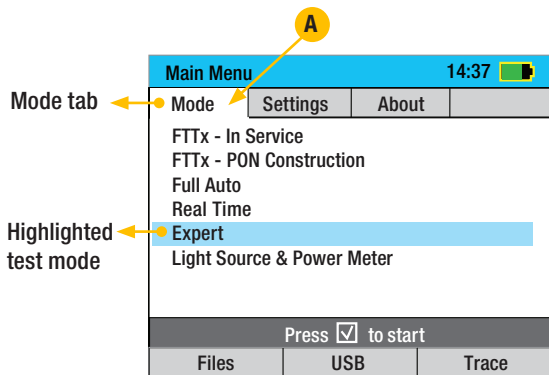 A
Main Menu 14:37
Mode tab
Mode Settings About
FTTx - In Service
FTTx - PON Construction
Full Auto
Real Time
Highlighted
test mode
Expert
Light Source & Power Meter
Press ☑ to start
Files USB Trace